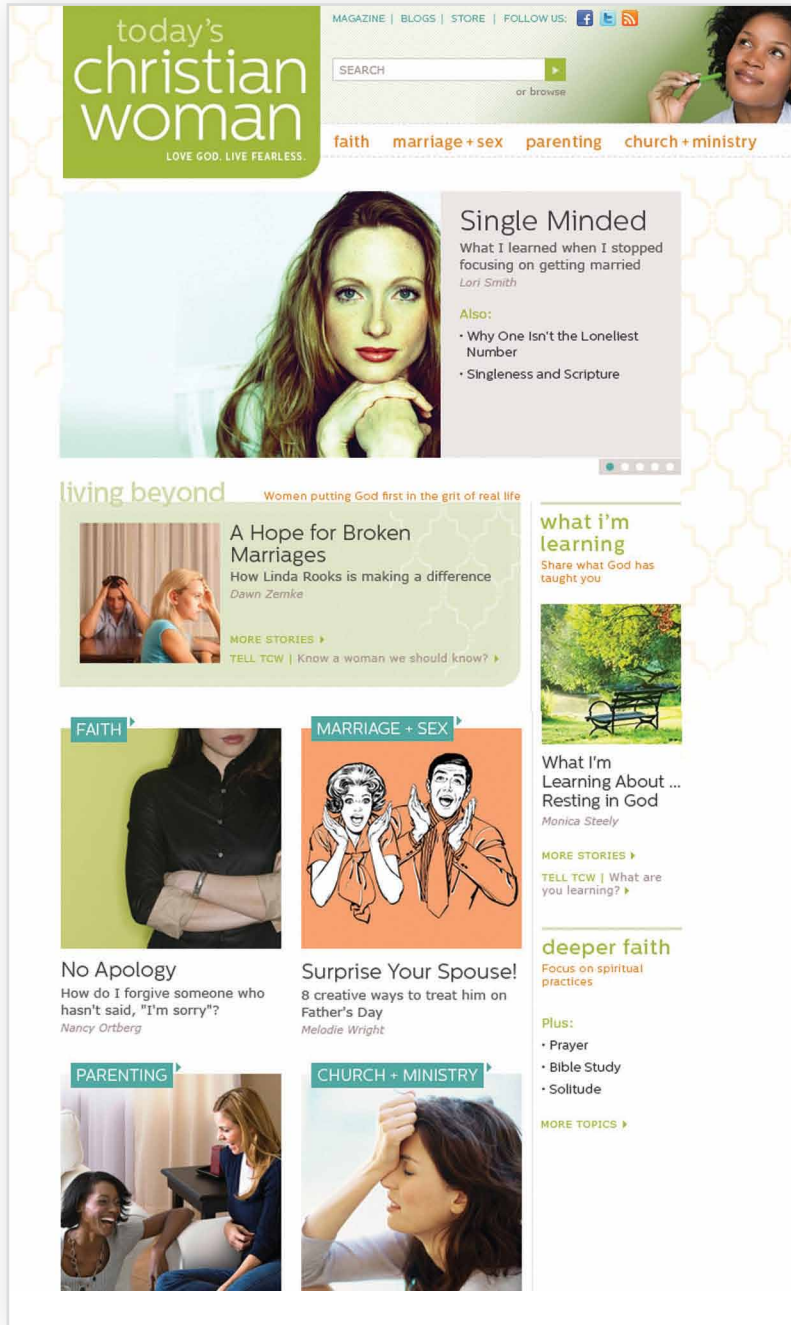 today's
christian
woman
LOVE GOD. LIVE FEARLESS.
MAGAZINE | BLOGS | STORE | FOLLOW US:
SEARCH
or browse
faith marriage + sex parenting church + ministry
Single Minded
What I learned when I stopped
focusing on getting married
Lori Smith
Also:
• Why One Isn't the Loneliest
Number
• Singleness and Scripture
living beyond
Women putting God first in the grit of real life
A Hope for Broken
Marriages
How Linda Rooks is making a difference
Dawn Zemke
MORE STORIES
TELL TCW | Know a woman we should know?
what i'm
learning
Share what God has
taught you
What I'm
Learning About ...
Resting in God
Monica Steely
MORE STORIES
TELL TCW | What are
you learning?
deeper faith
Focus on spiritual
practices
Plus:
• Prayer
• Bible Study
• Solitude
MORE TOPICS
FAITH
No Apology
How do I forgive someone who
hasn't said, "I'm sorry"?
Nancy Ortberg
MARRIAGE + SEX
Surprise Your Spouse!
8 creative ways to treat him on
Father's Day
Melodie Wright
PARENTING
CHURCH + MINISTRY